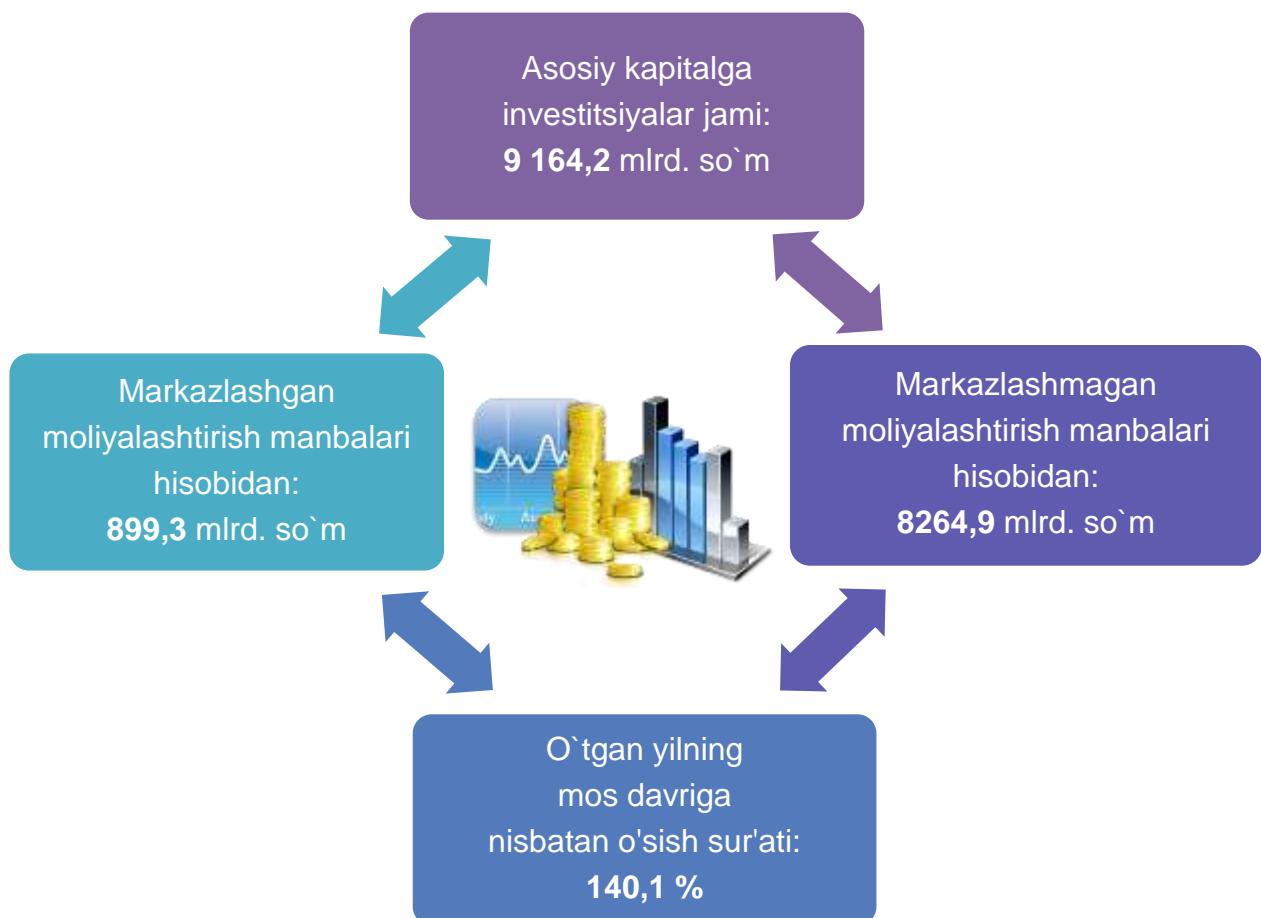 Asosiy kapitalga
investitsiyalar jami:
9 164,2 mlrd. so`m
Markazlashgan
moliyalashtirish manbalari
hisobidan:
899,3 mlrd. so`m
Markazlashmagan
moliyalashtirish manbalari
hisobidan:
8264,9 mlrd. so`m
O`tgan yilning
mos davriga
nisbatan o'sish sur'ati:
140,1 %